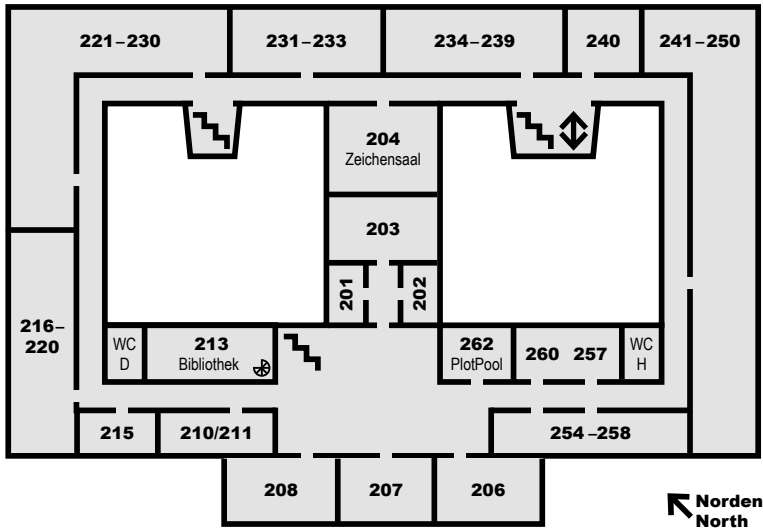 221–230
231–233
234–239
240
241–250
204
Zeichensaal
203
201
202
216–
220
WC
D
213
Bibliothek
262
PlotPool
260 257
WC
H
215
210/211
254–258
208
207
206
Norden
North